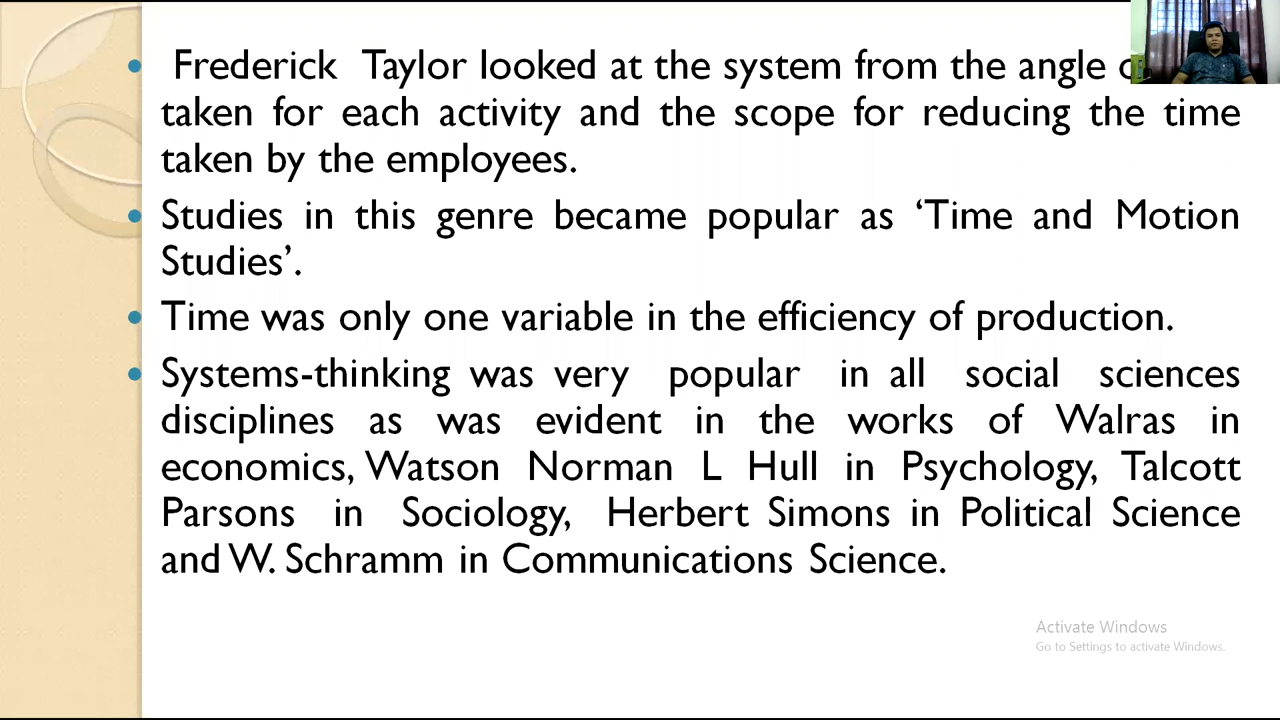 Frederick Taylor looked at the system from the angle
taken for each activity and the scope for reducing the time
taken by the employees.
Studies in this genre became popular as ‘Time and Motion
Studies’.
Time was only one variable in the efficiency of production.
Systems-thinking was very popular in all social sciences
disciplines as was evident in the works of Walras in
economics, Watson Norman L Hull in Psychology, Talcott
Parsons in Sociology, Herbert Simons in Political Science
and W. Schramm in Communications Science.
Activate Windows
Go to Settings to activate Windows.